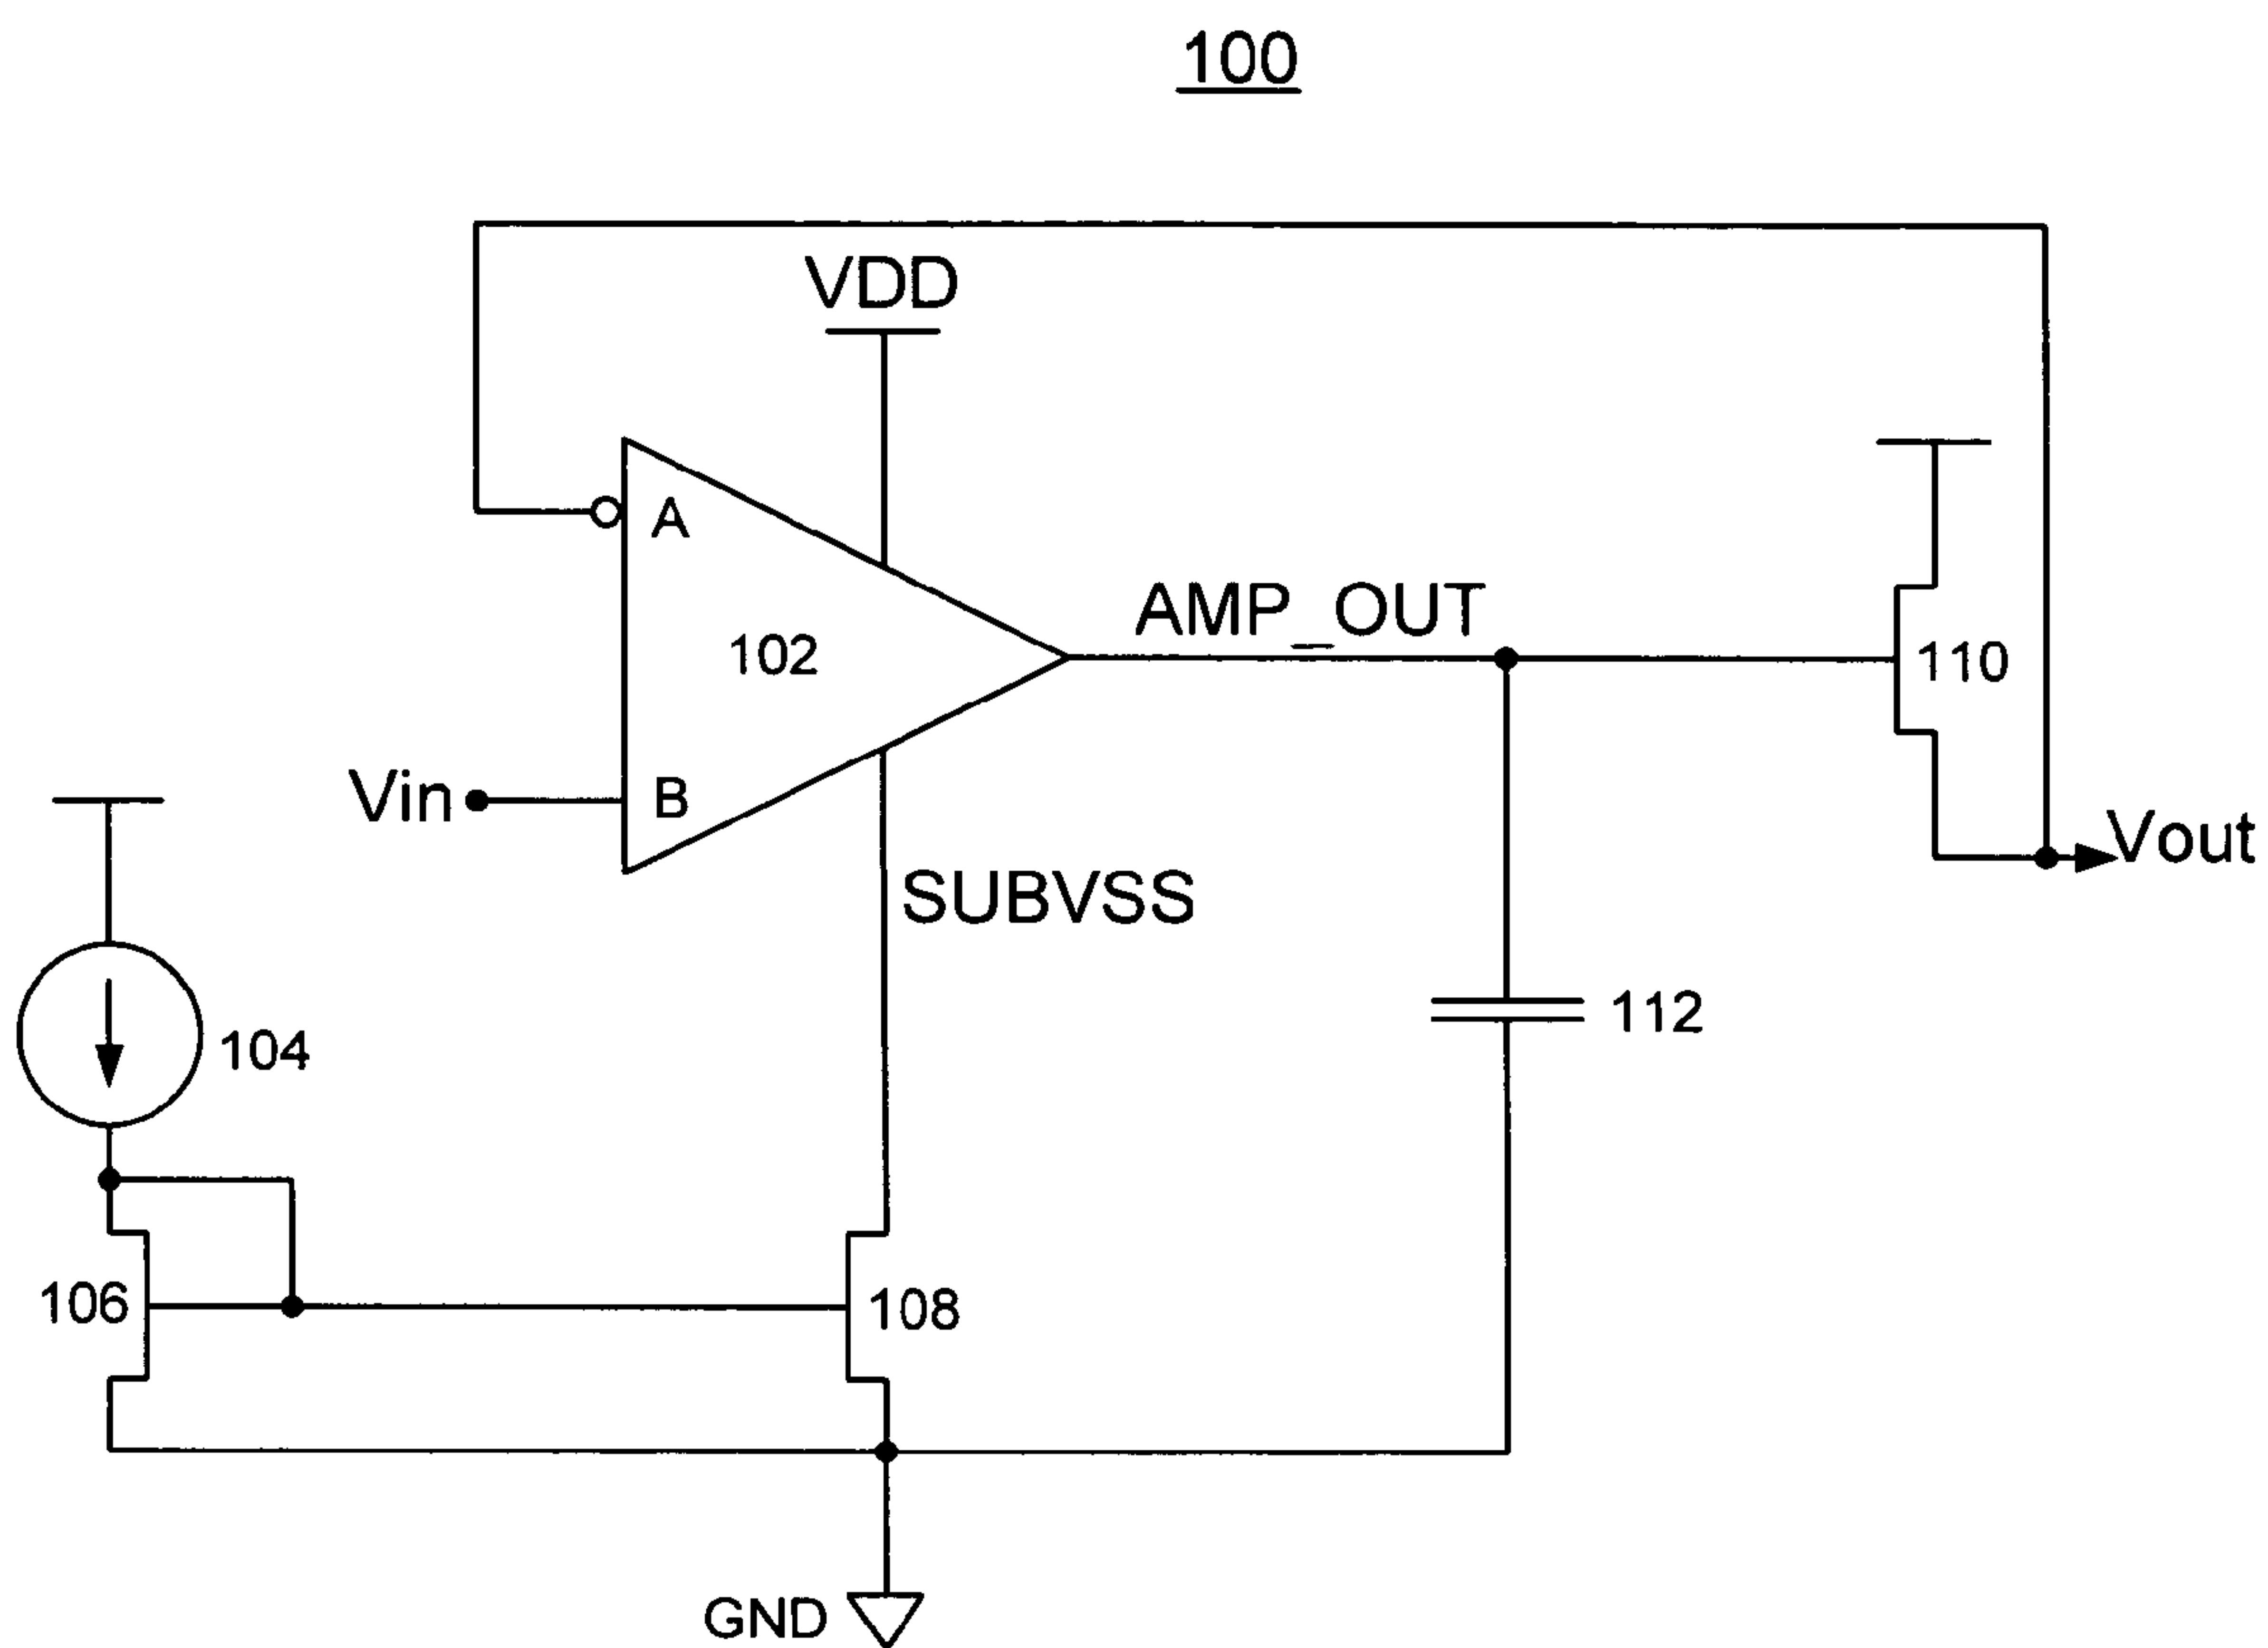 100
VDD
A
AMP_OUT
102
110
Vin
B
Vout
SUBVSS
112
104
106
108
GND